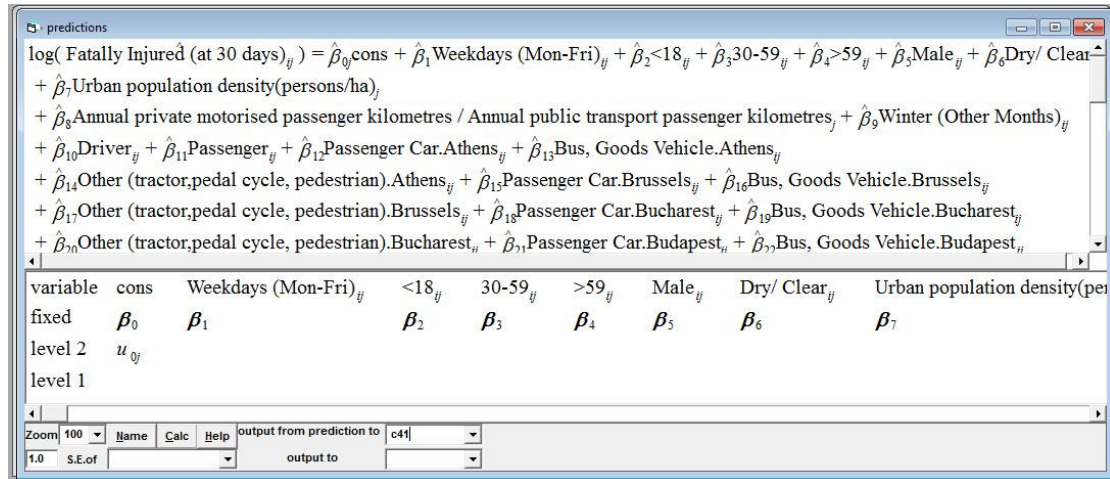 predictions
log( Fatally Injured (at 30 days)ij ) = β̂0jcons + β̂1Weekdays (Mon-Fri)ij + β̂2<18ij + β̂330-59ij + β̂4>59ij + β̂5Maleij + β̂6Dry/ Clear
+ β̂7Urban population density(persons/ha)j
+ β̂8Annual private motorised passenger kilometres / Annual public transport passenger kilometresj + β̂9Winter (Other Months)ij
+ β̂10Driverij + β̂11Passengerij + β̂12Passenger Car.Athensij + β̂13Bus, Goods Vehicle.Athensij
+ β̂14Other (tractor,pedal cycle, pedestrian).Athensij + β̂15Passenger Car.Brusselsij + β̂16Bus, Goods Vehicle.Brusselsij
+ β̂17Other (tractor,pedal cycle, pedestrian).Brusselsij + β̂18Passenger Car.Bucharestij + β̂19Bus, Goods Vehicle.Bucharestij
+ β̂20Other (tractor,pedal cycle, pedestrian).Bucharestij + β̂21Passenger Car.Budapestij + β̂22Bus, Goods Vehicle.Budapestij
variable cons Weekdays (Mon-Fri)ij <18ij 30-59ij >59ij Maleij Dry/ Clearij Urban population density(per
fixed β0 β1 β2 β3 β4 β5 β6 β7
level 2 u0j
level 1
Zoom 100 Name Calc Help output from prediction to c41
1.0 S.E.of output to